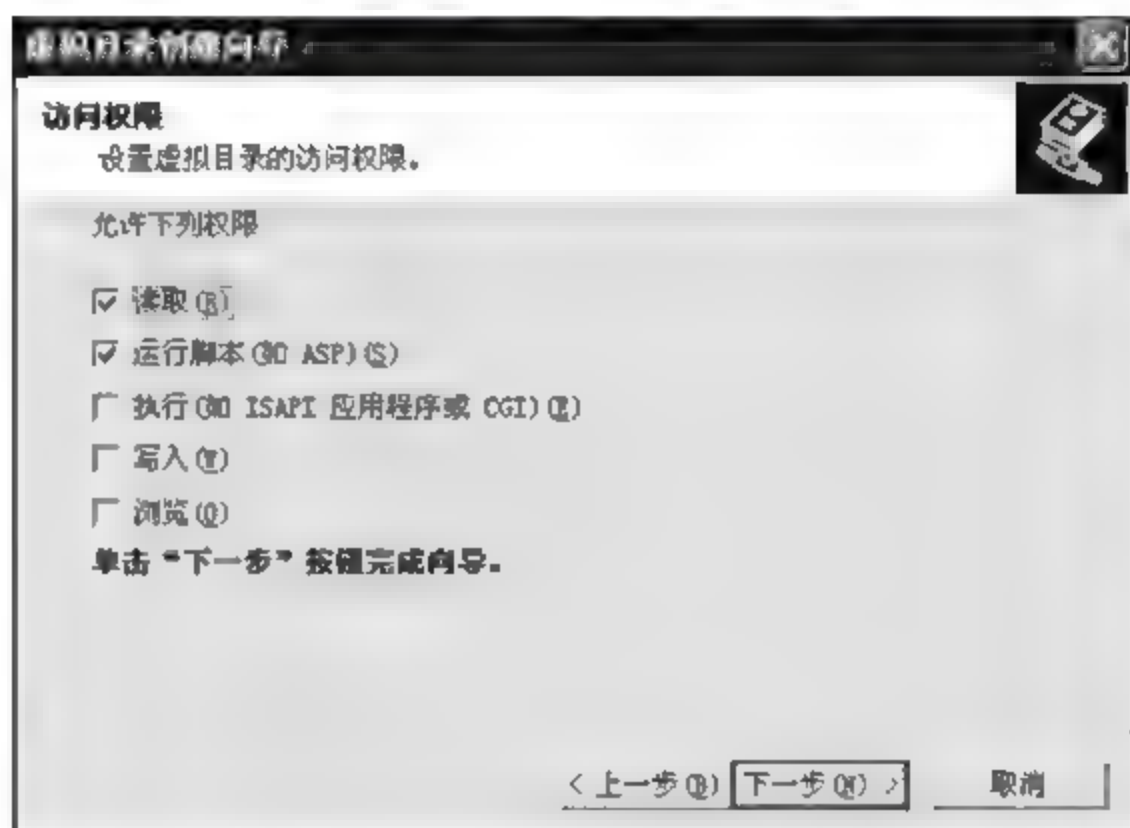 虚拟目录创建向导
访问权限
设置虚拟目录的访问权限。
允许下列权限
读取(R)
运行脚本(如 ASP)(S)
执行(如 ISAPI 应用程序或 CGI)(E)
写入(W)
浏览(O)
单击“下一步”按钮完成向导。
< 上一步(B) 下一步(N) > 取消